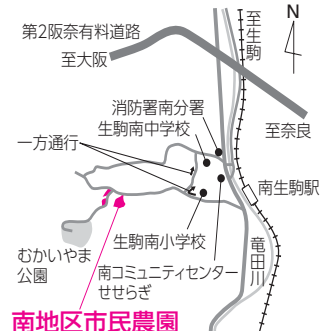 N
至生駒
第2阪奈有料道路
至大阪
消防署南分署
生駒南中学校
至奈良
一方通行
南生駒駅
生駒南小学校
竜田川
むかいやま
公園
南コミュニティセンター
せせらぎ
南地区市民農園